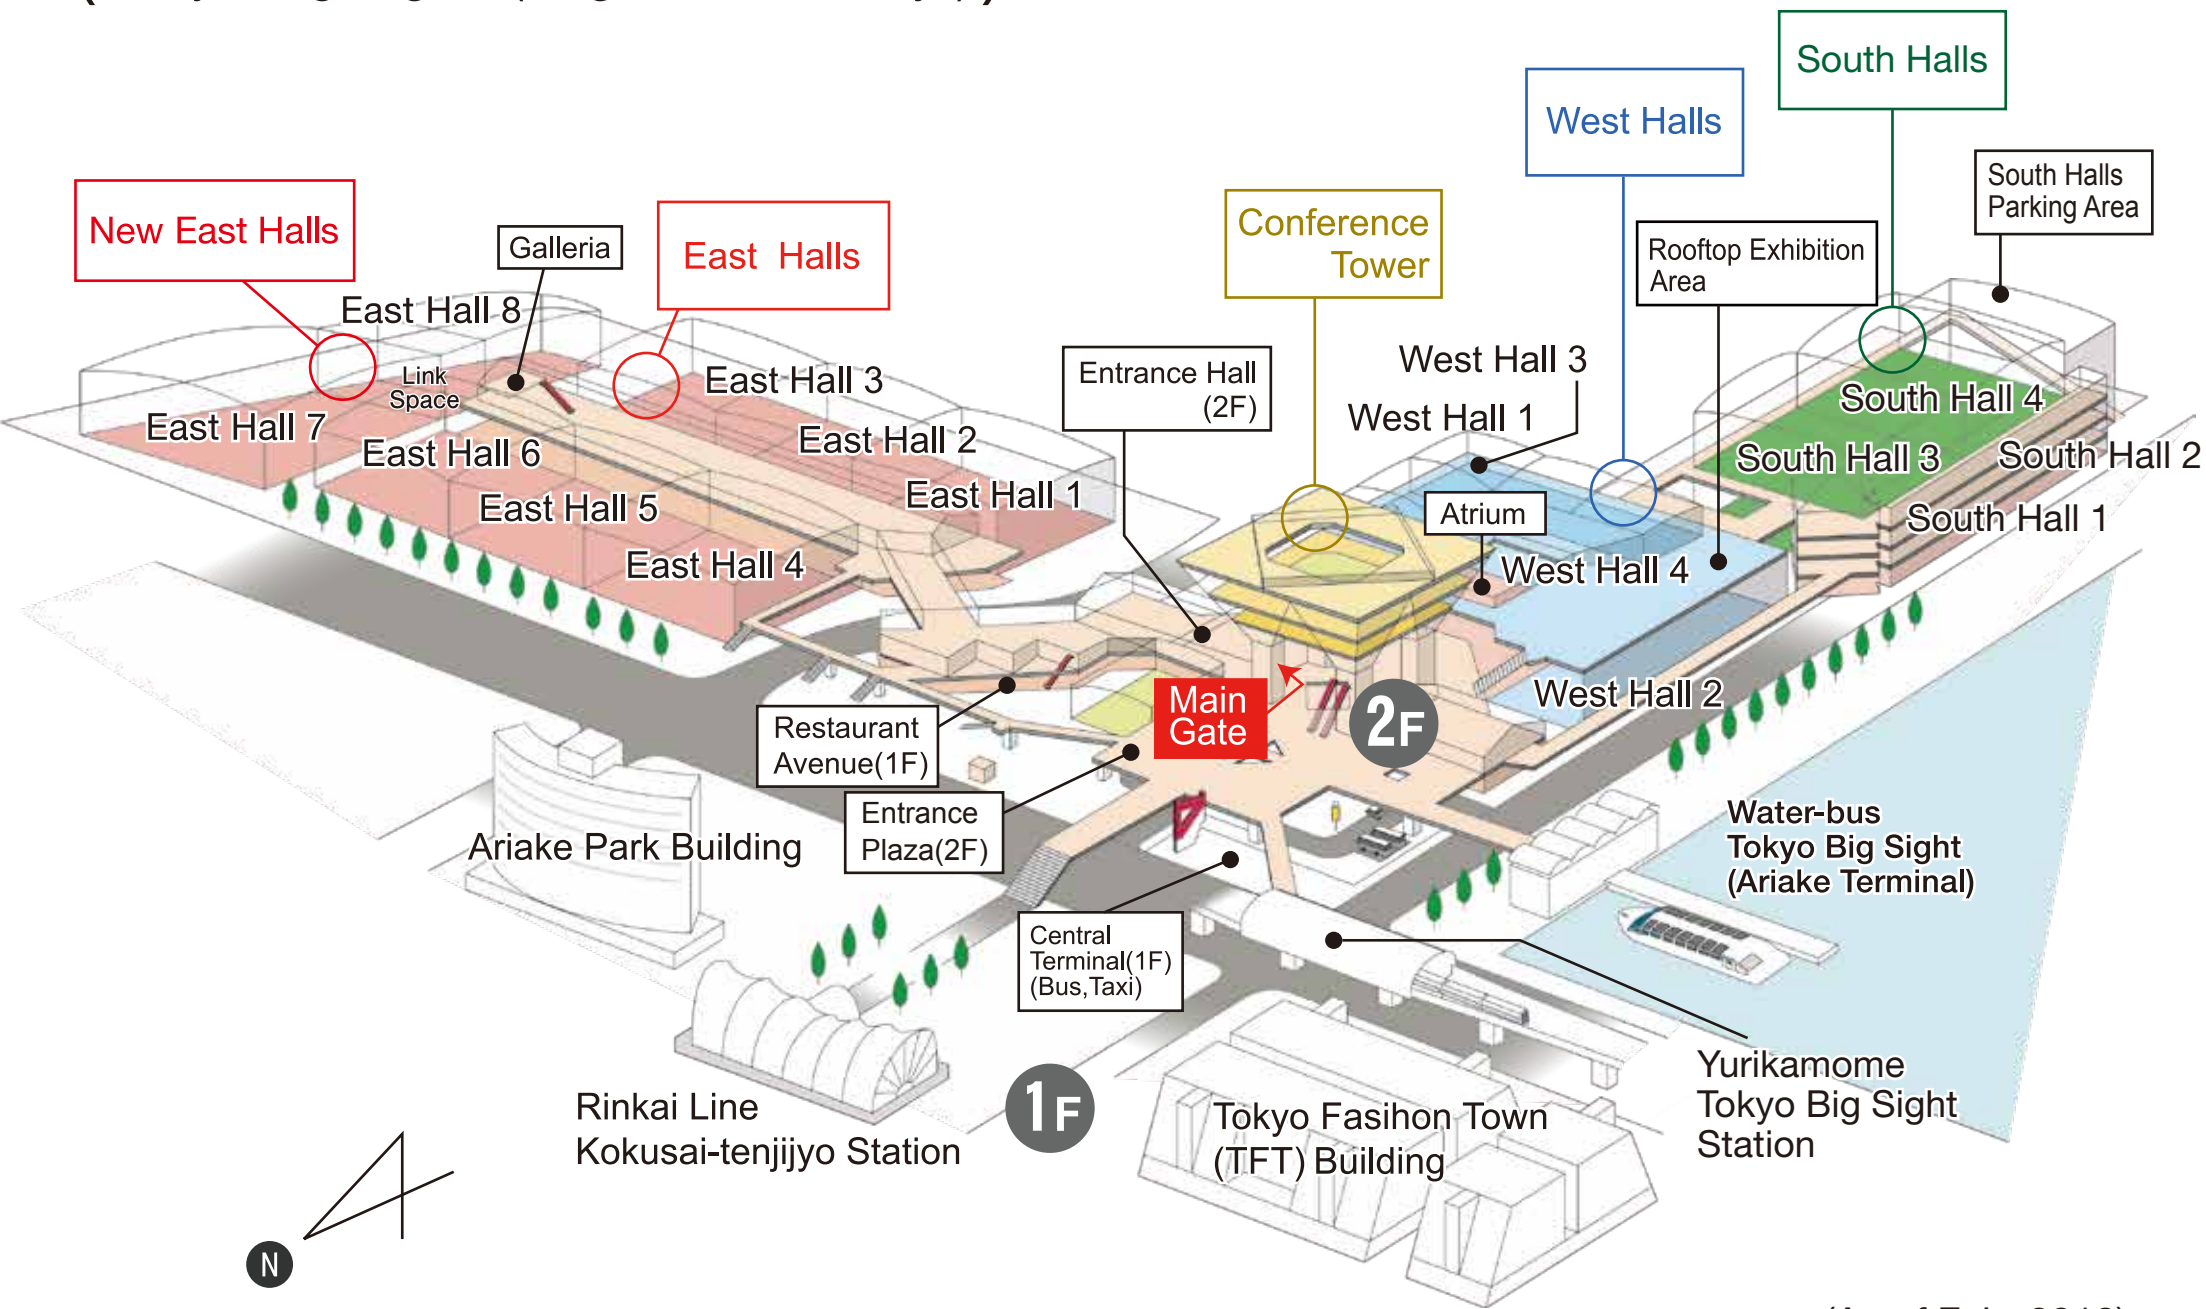 South Halls
West Halls
South Halls
Parking Area
New East Halls
Galleria
East Halls
Conference
Tower
Rooftop Exhibition
Area
East Hall 8
Link
Space
East Hall 3
Entrance Hall
(2F)
West Hall 3
West Hall 1
South Hall 4
East Hall 7
East Hall 6
East Hall 2
South Hall 3
South Hall 2
East Hall 5
East Hall 1
Atrium
South Hall 1
East Hall 4
West Hall 4
Main
Gate
2F
West Hall 2
Restaurant
Avenue(1F)
Entrance
Plaza(2F)
Ariake Park Building
Water-bus
Tokyo Big Sight
(Ariake Terminal)
Central
Terminal(1F)
(Bus,Taxi)
Yurikamome
Tokyo Big Sight
Station
Rinkai Line
Kokusai-tenjijyo Station
1F
Tokyo Fasihon Town
(TFT) Building
N